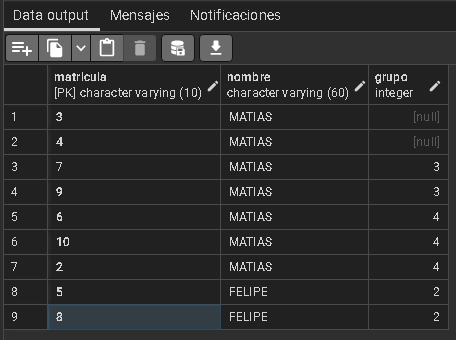 Data output Mensajes Notificaciones
matricula nombre grupo
[PK] character varying (10) character varying (60) integer
1 3 MATIAS [null]
2 4 MATIAS [null]
3 7 MATIAS 3
4 9 MATIAS 3
5 6 MATIAS 4
6 10 MATIAS 4
7 2 MATIAS 4
8 5 FELIPE 2
9 8 FELIPE 2